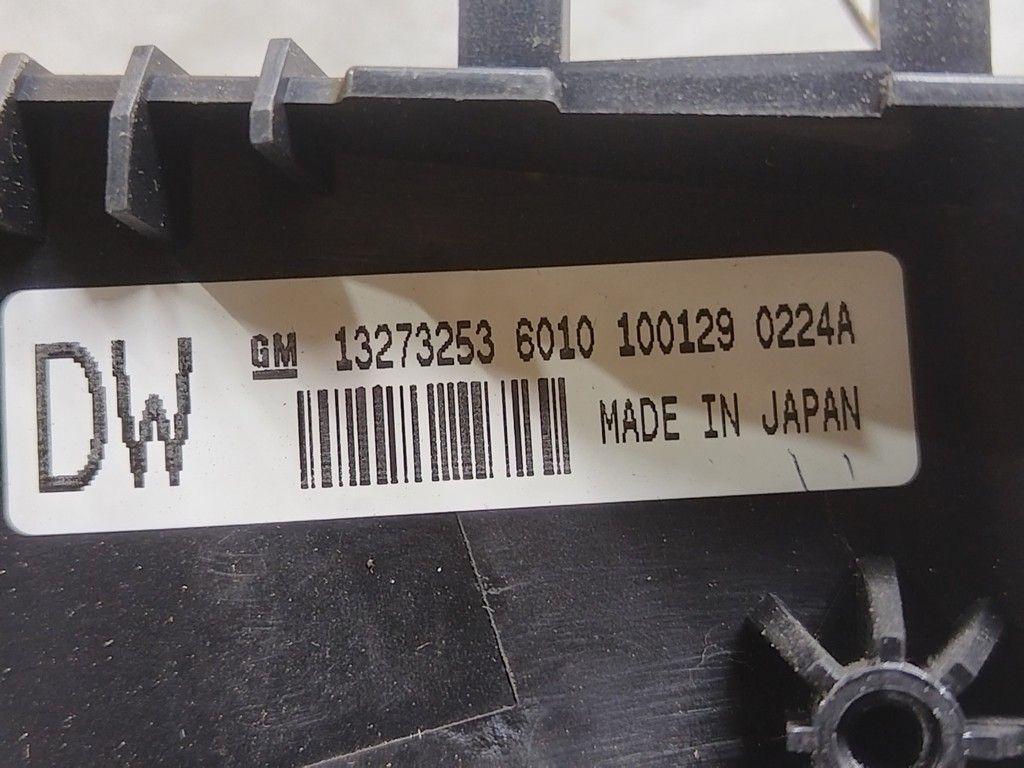 DW
GM 13273253 6010 100129 0224A
MADE IN JAPAN